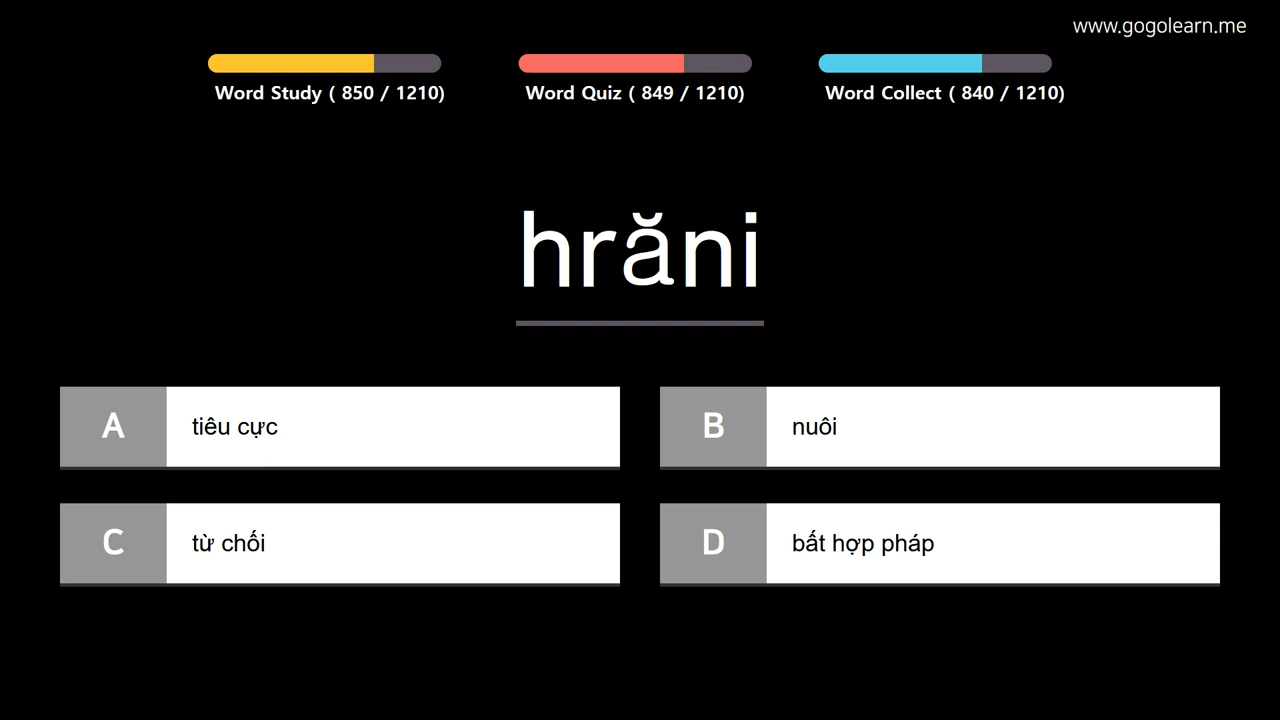 www.gogolearn.me
Word Study ( 850 / 1210)
Word Quiz ( 849 / 1210)
Word Collect ( 840 / 1210)
hrăni
A tiêu cực
B nuôi
C từ chối
D bất hợp pháp